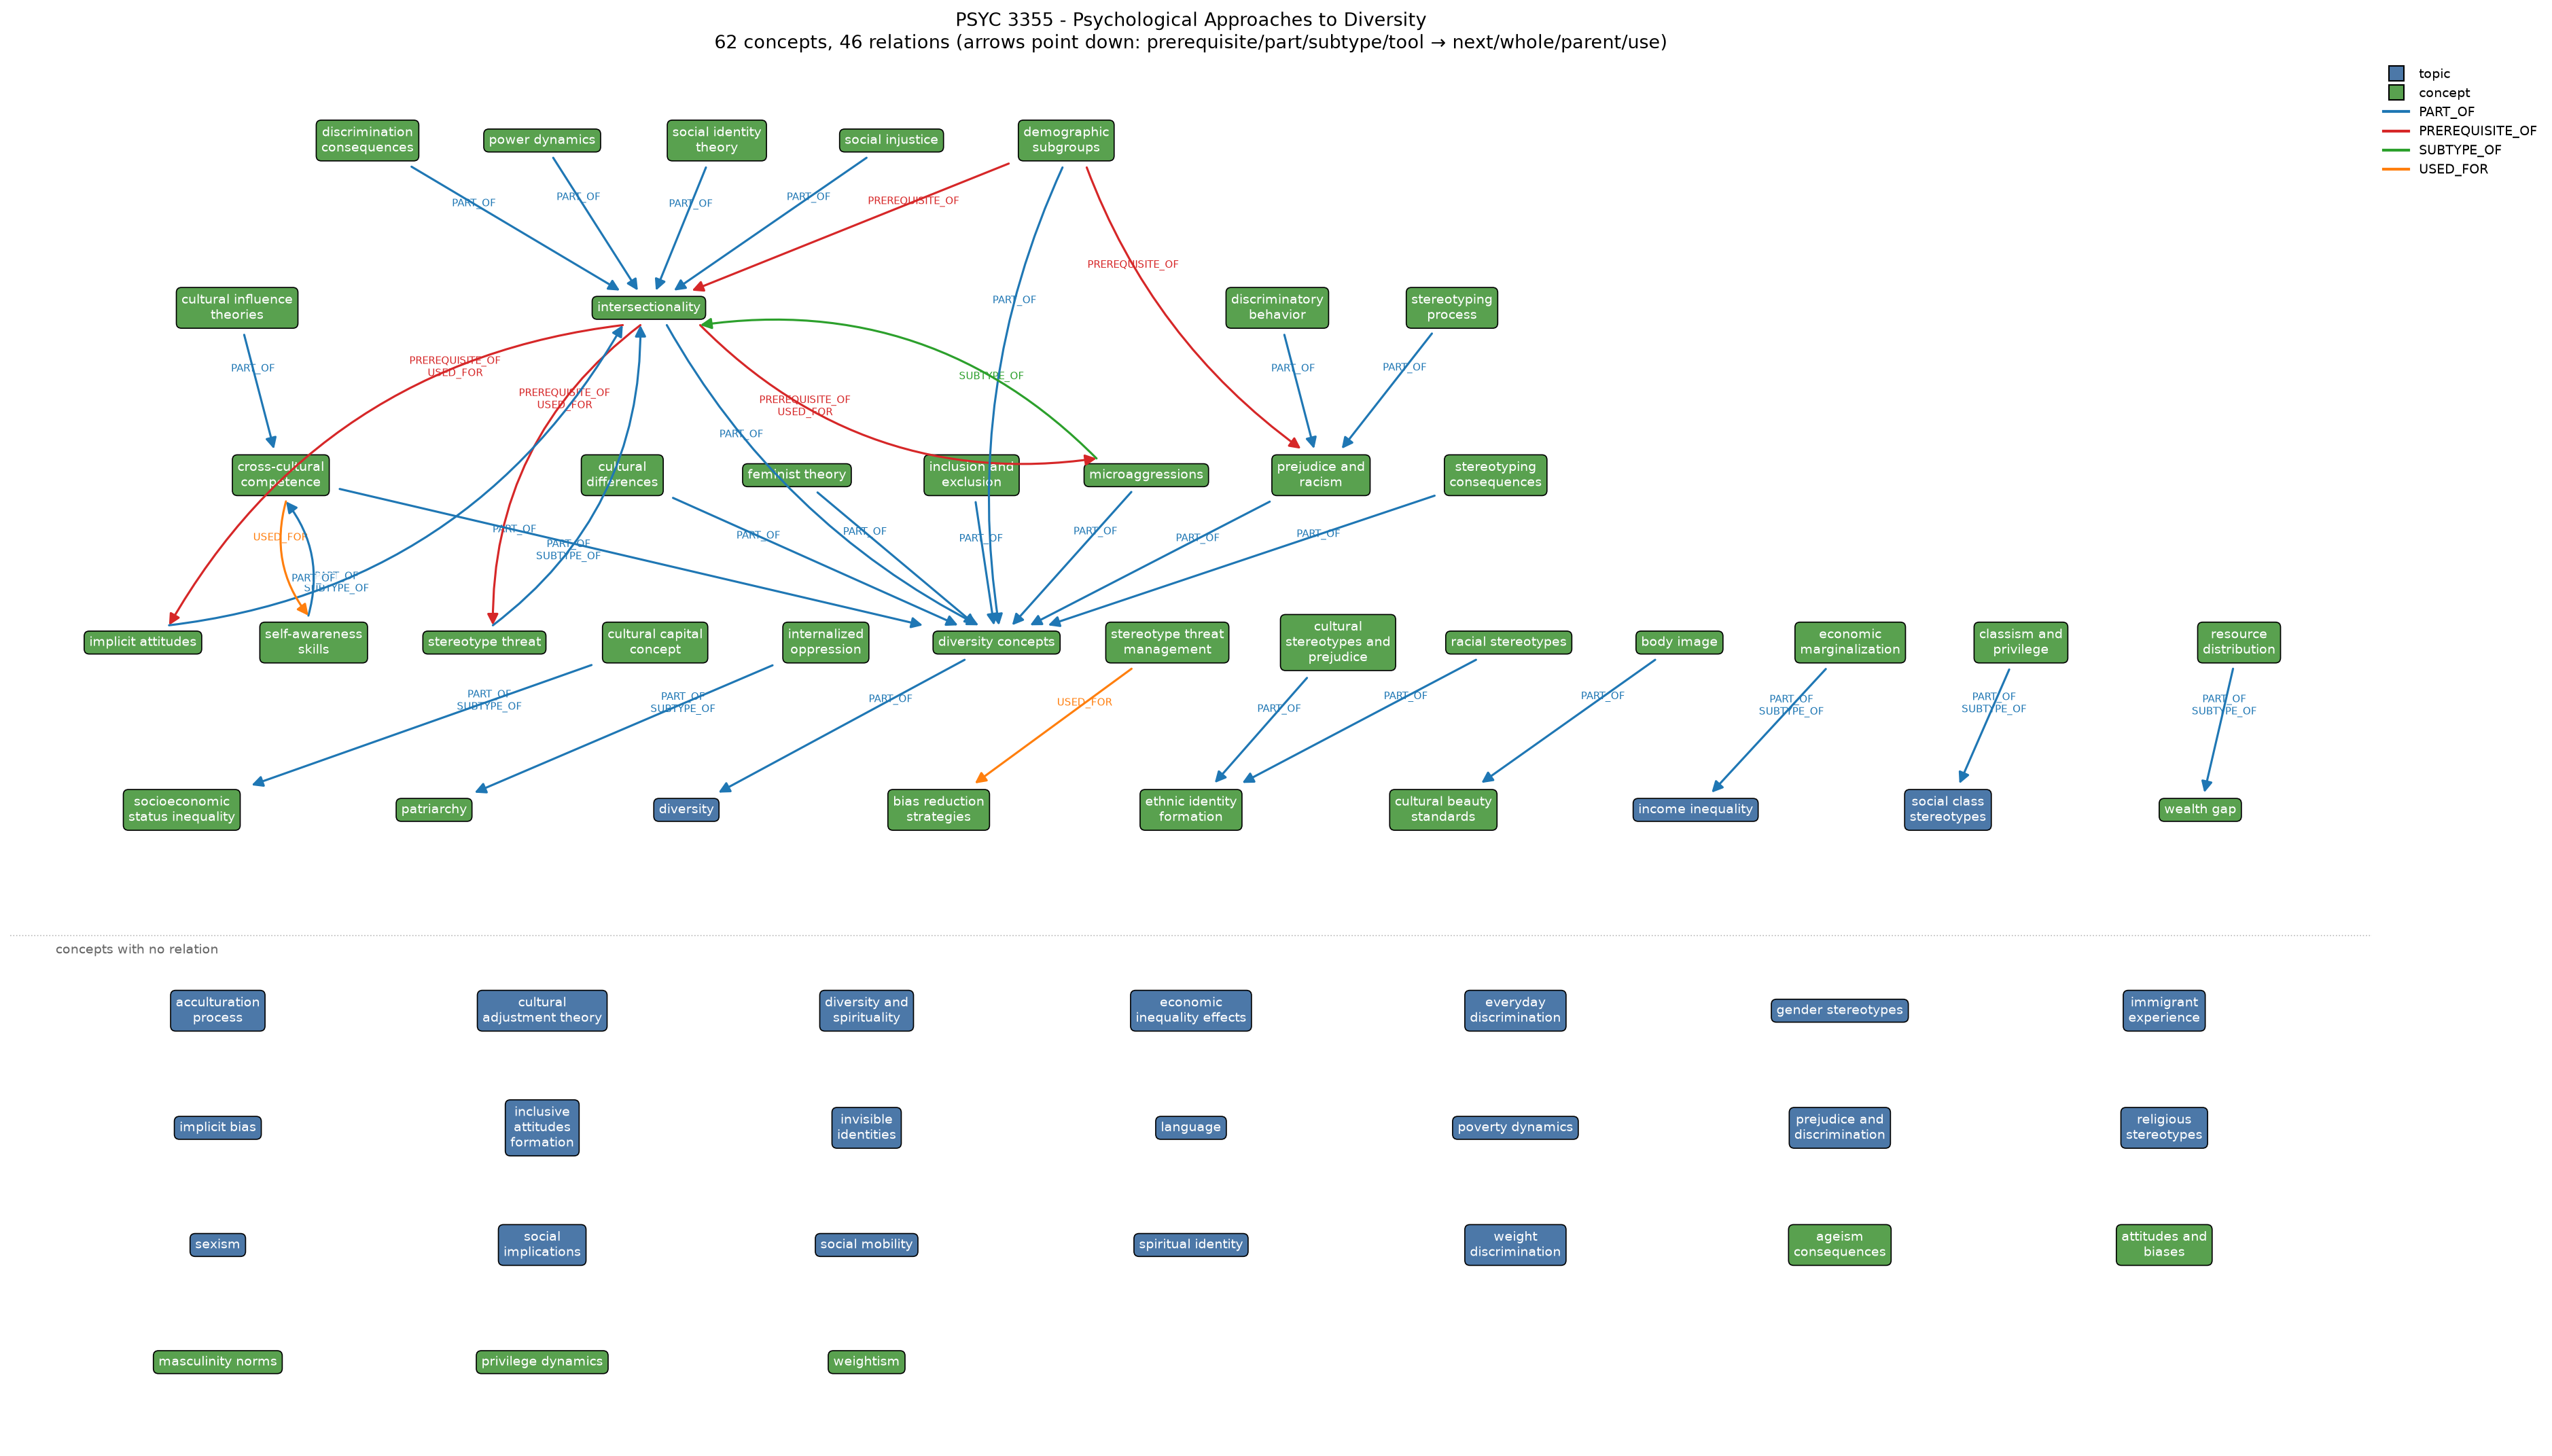 PSYC 3355 - Psychological Approaches to Diversity
62 concepts, 46 relations (arrows point down: prerequisite/part/subtype/tool → next/whole/parent/use)
topic
concept
PART_OF
PREREQUISITE_OF
SUBTYPE_OF
USED_FOR
discrimination
consequences
power dynamics
social identity
theory
social injustice
demographic
subgroups
PART_OF
PART_OF
PART_OF
PART_OF
PREREQUISITE_OF
PREREQUISITE_OF
PART_OF
cultural influence
theories
intersectionality
discriminatory
behavior
stereotyping
process
PART_OF
PREREQUISITE_OF
USED_FOR
PREREQUISITE_OF
USED_FOR
PREREQUISITE_OF
USED_FOR
SUBTYPE_OF
PART_OF
PART_OF
PART_OF
cross-cultural
competence
cultural
differences
feminist theory
inclusion and
exclusion
microaggressions
prejudice and
racism
stereotyping
consequences
USED_FOR
PART_OF
PART_OF
SUBTYPE_OF
PART_OF
PART_OF
PART_OF
PART_OF
PART_OF
PART_OF
PART_OF
PART_OF
SUBTYPE_OF
implicit attitudes
self-awareness
skills
stereotype threat
cultural capital
concept
internalized
oppression
diversity concepts
stereotype threat
management
cultural
stereotypes and
prejudice
racial stereotypes
body image
economic
marginalization
classism and
privilege
resource
distribution
PART_OF
SUBTYPE_OF
PART_OF
SUBTYPE_OF
PART_OF
USED_FOR
PART_OF
PART_OF
PART_OF
PART_OF
SUBTYPE_OF
PART_OF
SUBTYPE_OF
PART_OF
SUBTYPE_OF
socioeconomic
status inequality
patriarchy
diversity
bias reduction
strategies
ethnic identity
formation
cultural beauty
standards
income inequality
social class
stereotypes
wealth gap
concepts with no relation
acculturation
process
cultural
adjustment theory
diversity and
spirituality
economic
inequality effects
everyday
discrimination
gender stereotypes
immigrant
experience
implicit bias
inclusive
attitudes
formation
invisible
identities
language
poverty dynamics
prejudice and
discrimination
religious
stereotypes
sexism
social
implications
social mobility
spiritual identity
weight
discrimination
ageism
consequences
attitudes and
biases
masculinity norms
privilege dynamics
weightism